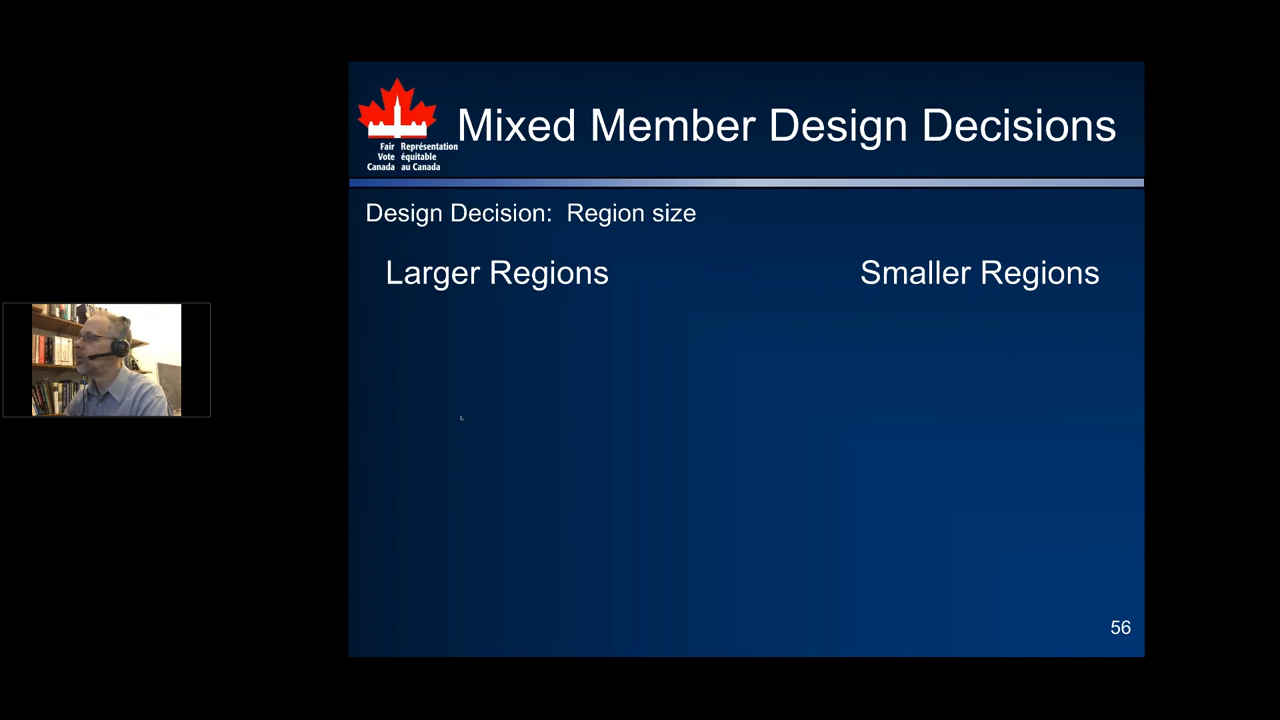 Mixed Member Design Decisions
Fair Représentation
Vote équitable
Canada au Canada
Design Decision: Region size
Larger Regions
Smaller Regions
56